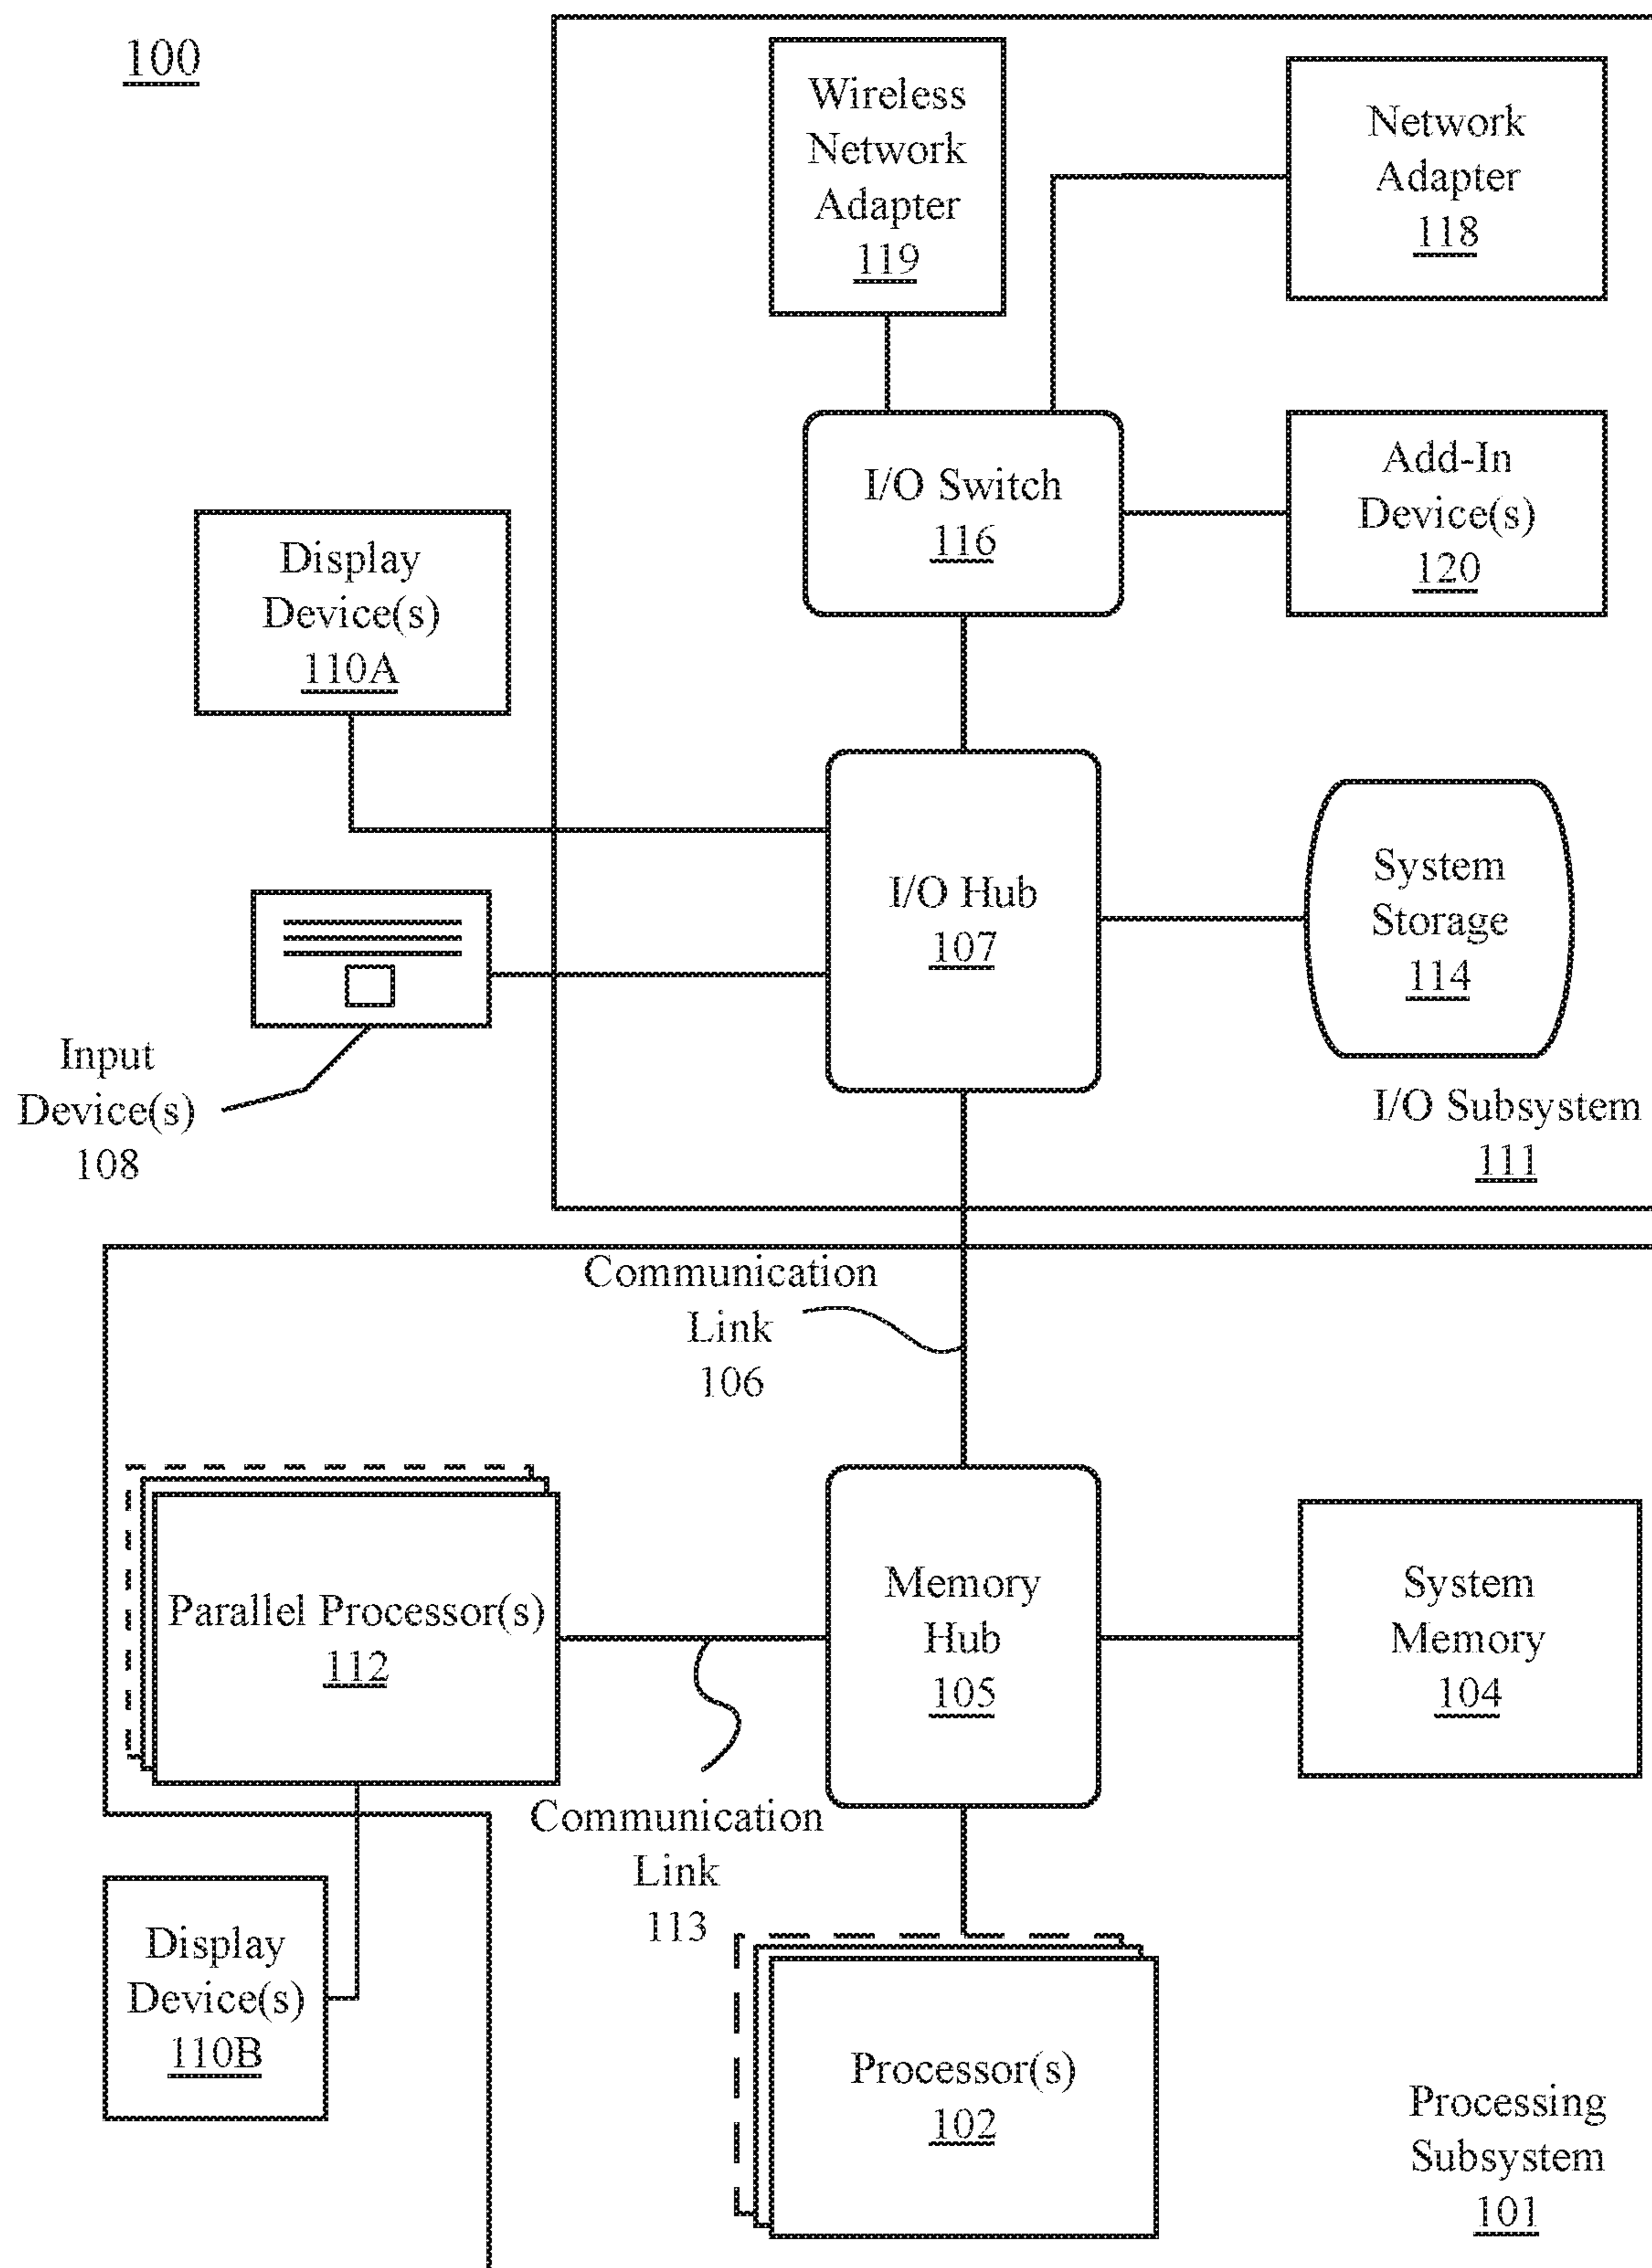 100
Wireless
Network
Adapter
119
Network
Adapter
118
I/O Switch
116
Add-In
Device(s)
120
Display
Device(s)
110A
I/O Hub
107
System
Storage
114
Input
Device(s)
108
I/O Subsystem
111
Communication
Link
106
Parallel Processor(s)
112
Memory
Hub
105
System
Memory
104
Communication
Link
113
Display
Device(s)
110B
Processor(s)
102
Processing
Subsystem
101